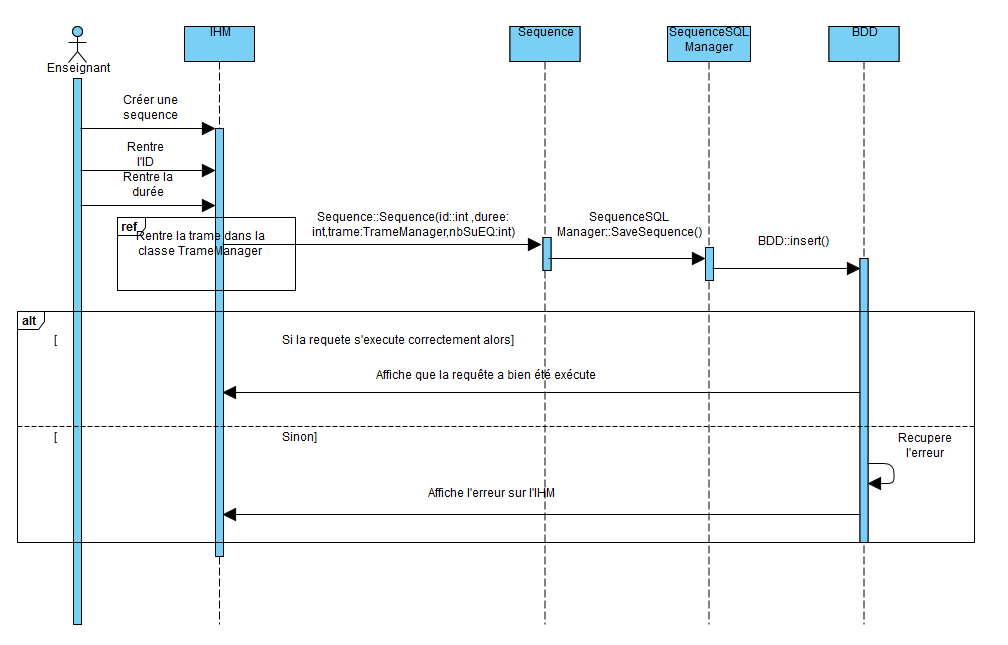 IHM
Sequence
SequenceSQL
Manager
BDD
Enseignant
Créer une
sequence
Rentre
l'ID
Rentre la
durée
ref
Rentre la trame dans la
classe TrameManager
Sequence::Sequence(id::int ,duree:
int,trame:TrameManager,nbSuEQ:int)
SequenceSQL
Manager::SaveSequence()
BDD::insert()
alt
[ Si la requete s'execute correctement alors]
Affiche que la requête a bien été exécute
[ Sinon]
Recupere
l'erreur
Affiche l'erreur sur l'IHM